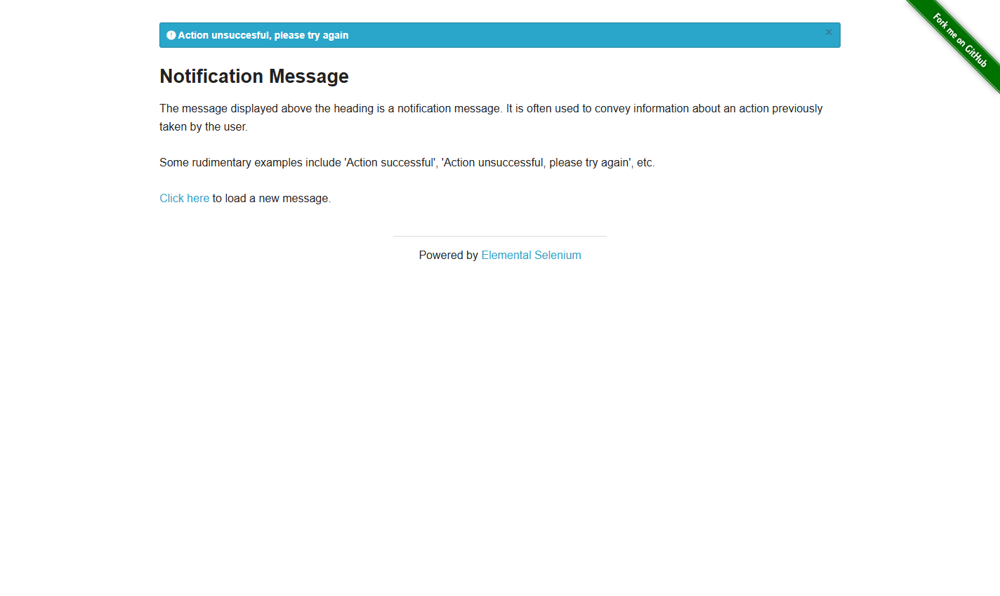 Action unsuccesful, please try again
×
Fork me on GitHub
Notification Message
The message displayed above the heading is a notification message. It is often used to convey information about an action previously
taken by the user.
Some rudimentary examples include 'Action successful', 'Action unsuccessful, please try again', etc.
Click here to load a new message.
Powered by Elemental Selenium